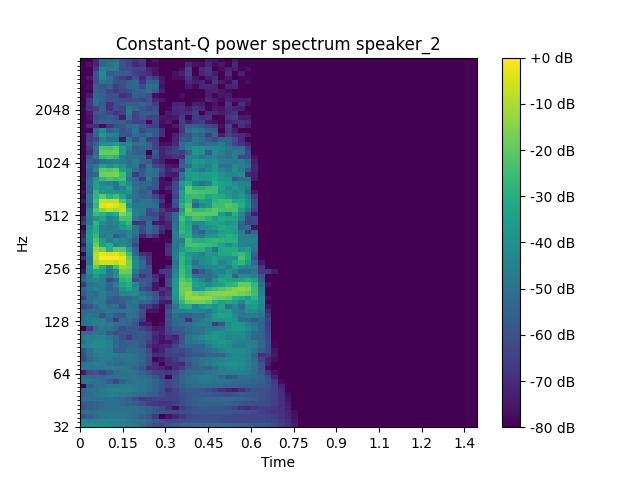 Constant-Q power spectrum speaker_2
Hz
2048
1024
512
256
128
64
32
0 0.15 0.3 0.45 0.6 0.75 0.9 1.1 1.2 1.4
Time
+0 dB
-10 dB
-20 dB
-30 dB
-40 dB
-50 dB
-60 dB
-70 dB
-80 dB